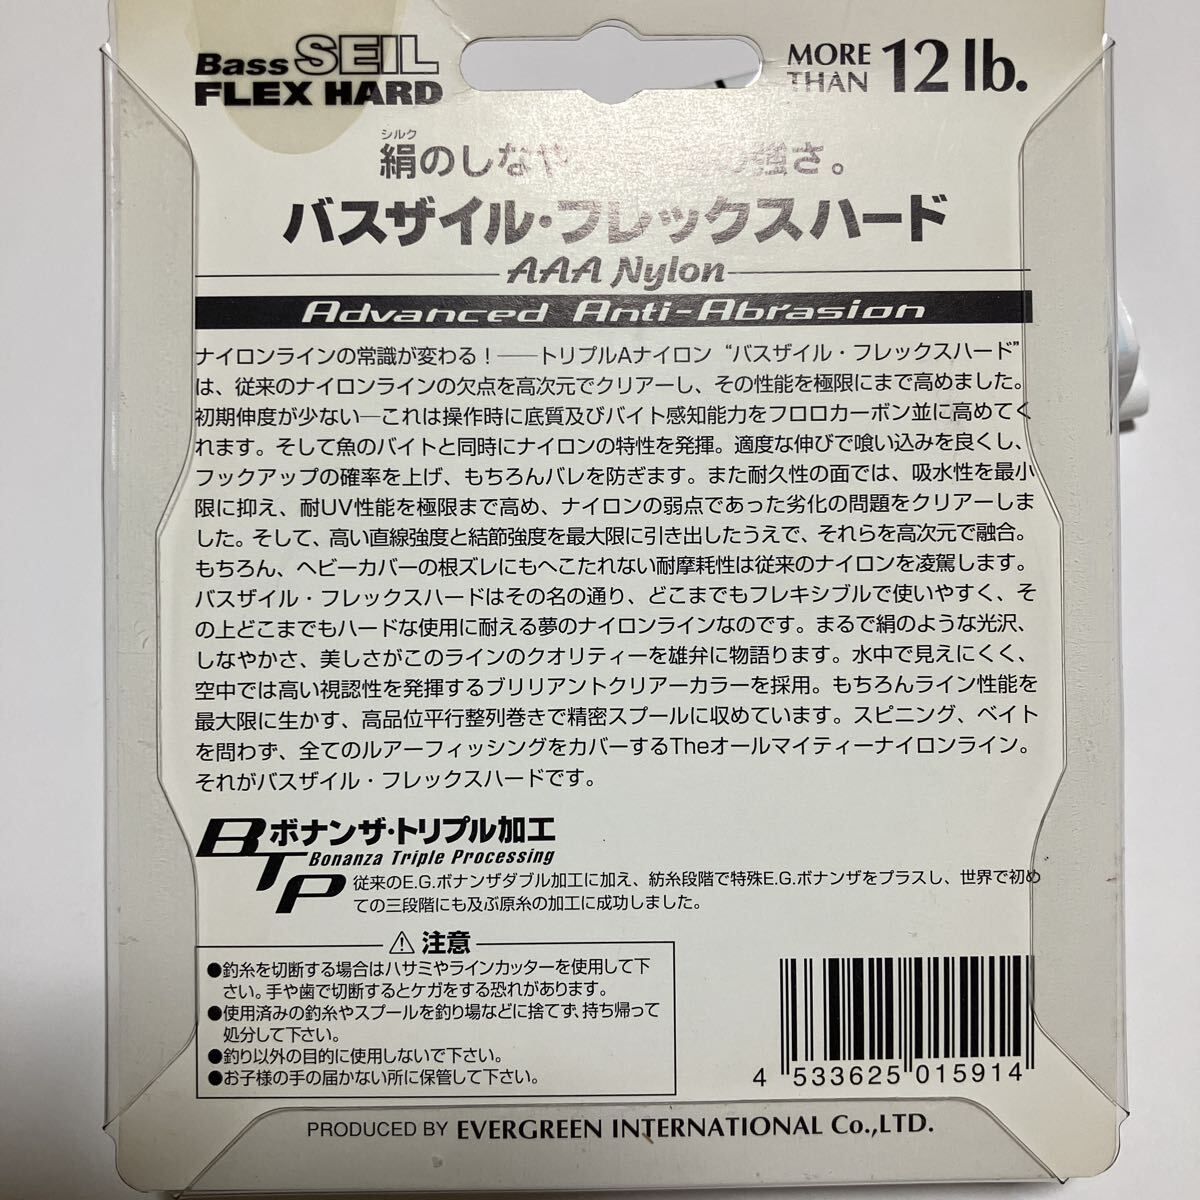 Bass SEIL
FLEX HARD
MORE THAN 12 lb.
シルク
絹のしなや の強さ。
バスザイル・フレックスハード
AAA Nylon
Advanced Anti-Abrasion
ナイロンラインの常識が変わる！――トリプルAナイロン “バスザイル・フレックスハード”
は、従来のナイロンラインの欠点を高次元でクリアーし、その性能を極限にまで高めました。
初期伸度が少ない―これは操作時に底質及びバイト感知能力をフロロカーボン並に高めてく
れます。そして魚のバイトと同時にナイロンの特性を発揮。適度な伸びで喰い込みを良くし、
フックアップの確率を上げ、もちろんバレを防ぎます。また耐久性の面では、吸水性を最小
限に抑え、耐UV性能を極限まで高め、ナイロンの弱点であった劣化の問題をクリアーしま
した。そして、高い直線強度と結節強度を最大限に引き出したうえで、それらを高次元で融合。
もちろん、ヘビーカバーの根ズレにもへこたれない耐摩耗性は従来のナイロンを凌駕します。
バスザイル・フレックスハードはその名の通り、どこまでもフレキシブルで使いやすく、そ
の上どこまでもハードな使用に耐える夢のナイロンラインなのです。まるで絹のような光沢、
しなやかさ、美しさがこのラインのクオリティーを雄弁に物語ります。水中で見えにくく、
空中では高い視認性を発揮するブリリアントクリアーカラーを採用。もちろんライン性能を
最大限に生かす、高品位平行整列巻きで精密スプールに収めています。スピニング、ベイト
を問わず、全てのルアーフィッシングをカバーするTheオールマイティーナイロンライン。
それがバスザイル・フレックスハードです。
BTP ボナンザ・トリプル加工
Bonanza Triple Processing
従来のE.G.ボナンザダブル加工に加え、紡糸段階で特殊E.G.ボナンザをプラスし、世界で初め
ての三段階にも及ぶ原糸の加工に成功しました。
⚠ 注意
●釣糸を切断する場合はハサミやラインカッターを使用して下
さい。手や歯で切断するとケガをする恐れがあります。
●使用済みの釣糸やスプールを釣り場などに捨てず、持ち帰って
処分して下さい。
●釣り以外の目的に使用しないで下さい。
●お子様の手の届かない所に保管して下さい。
4 533625 015914
PRODUCED BY EVERGREEN INTERNATIONAL Co.,LTD.